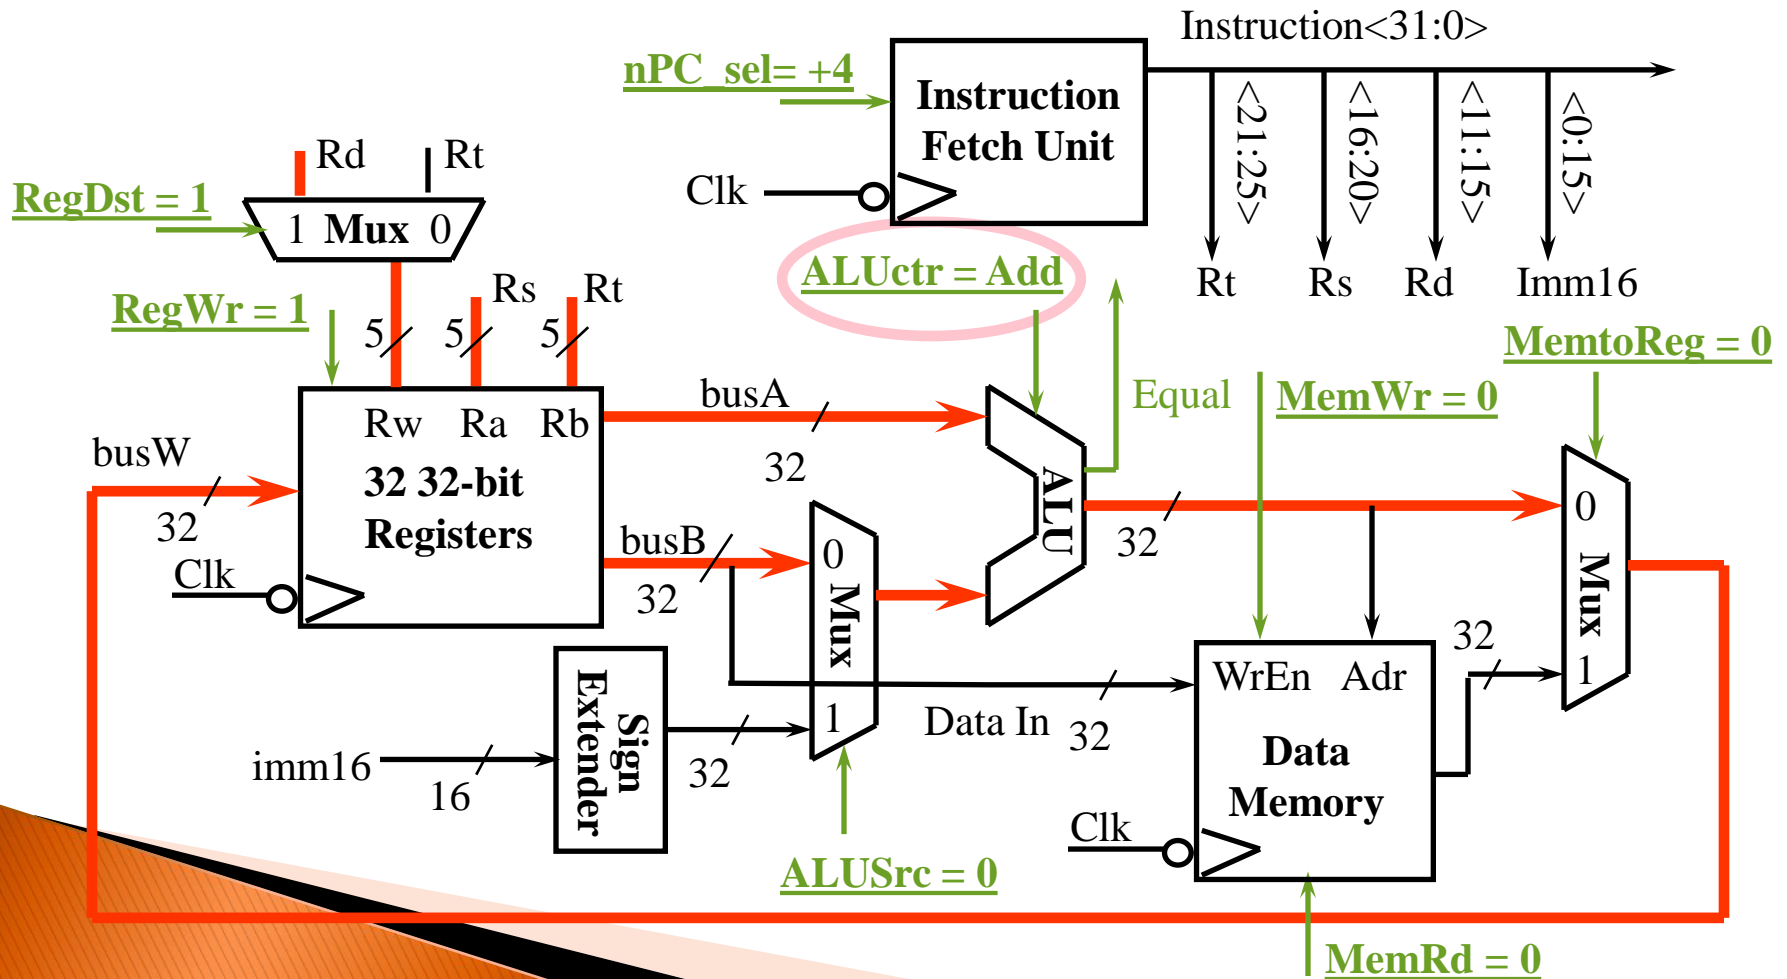 Instruction<31:0>
nPC_sel= +4
Instruction
Fetch Unit
Clk
<21:25>
<16:20>
<11:15>
<0:15>
Rt
Rs
Rd
Imm16
Rd
Rt
RegDst = 1
1 Mux 0
ALUctr = Add
RegWr = 1
5
5
Rs
5
Rt
MemtoReg = 0
busA
32
Equal
MemWr = 0
Rw Ra Rb
32 32-bit
Registers
busW
32
Clk
busB
32
0
Mux
1
ALU
32
0
Mux
1
32
WrEn Adr
Data
Memory
Clk
Data In
32
Sign
Extender
imm16
16
32
ALUSrc = 0
MemRd = 0